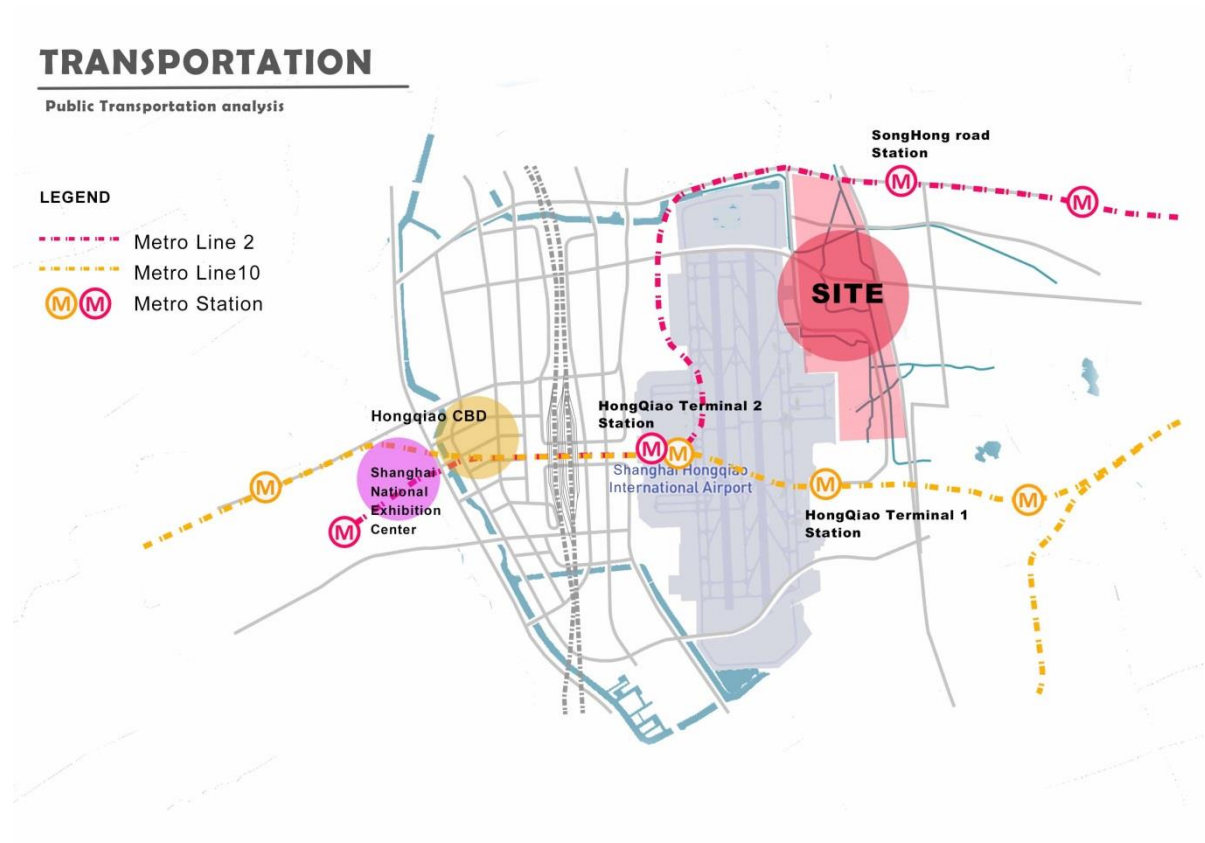 TRANSPORTATION
Public Transportation analysis
LEGEND
Metro Line 2
Metro Line10
M M Metro Station
SongHong road
Station
M
M
SITE
Hongqiao CBD
HongQiao Terminal 2
Station
M
M
Shanghai Hongqiao
International Airport
Shanghai
National
Exhibition
Center
M
M
M
M
HongQiao Terminal 1
Station